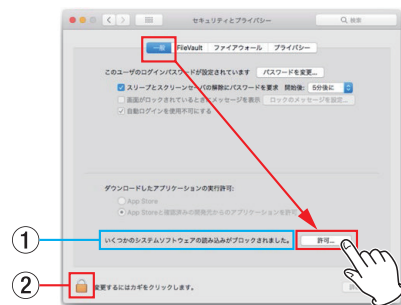 セキュリティとプライバシー
検索
一般 FileVault ファイアウォール プライバシー
このユーザのログインパスワードが設定されています パスワードを変更...
スリープとスクリーンセーバの解除にパスワードを要求 開始後: 5分後に
画面がロックされているときにメッセージを表示 ロックのメッセージを設定...
自動ログインを使用不可にする
ダウンロードしたアプリケーションの実行許可:
App Store
App Storeと確認済みの開発元からのアプリケーションを許可
① いくつかのシステムソフトウェアの読み込みがブロックされました。 許可...
② 変更するにはカギをクリックします。